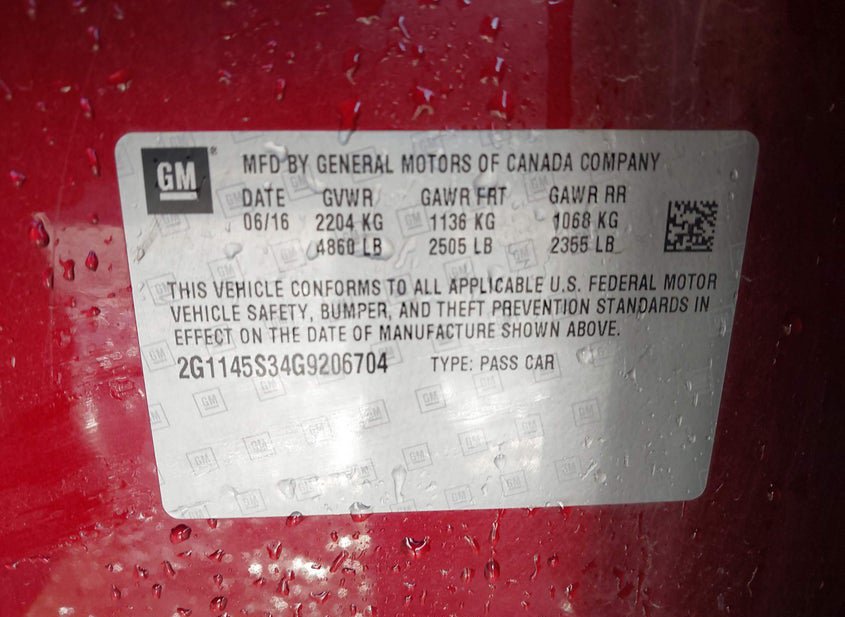 GM® MFD BY GENERAL MOTORS OF CANADA COMPANY
DATE GVWR GAWR FRT GAWR RR
06/16 2204 KG 1136 KG 1068 KG
4860 LB 2505 LB 2355 LB
THIS VEHICLE CONFORMS TO ALL APPLICABLE U.S. FEDERAL MOTOR
VEHICLE SAFETY, BUMPER, AND THEFT PREVENTION STANDARDS IN
EFFECT ON THE DATE OF MANUFACTURE SHOWN ABOVE.
2G1145S34G9206704 TYPE: PASS CAR